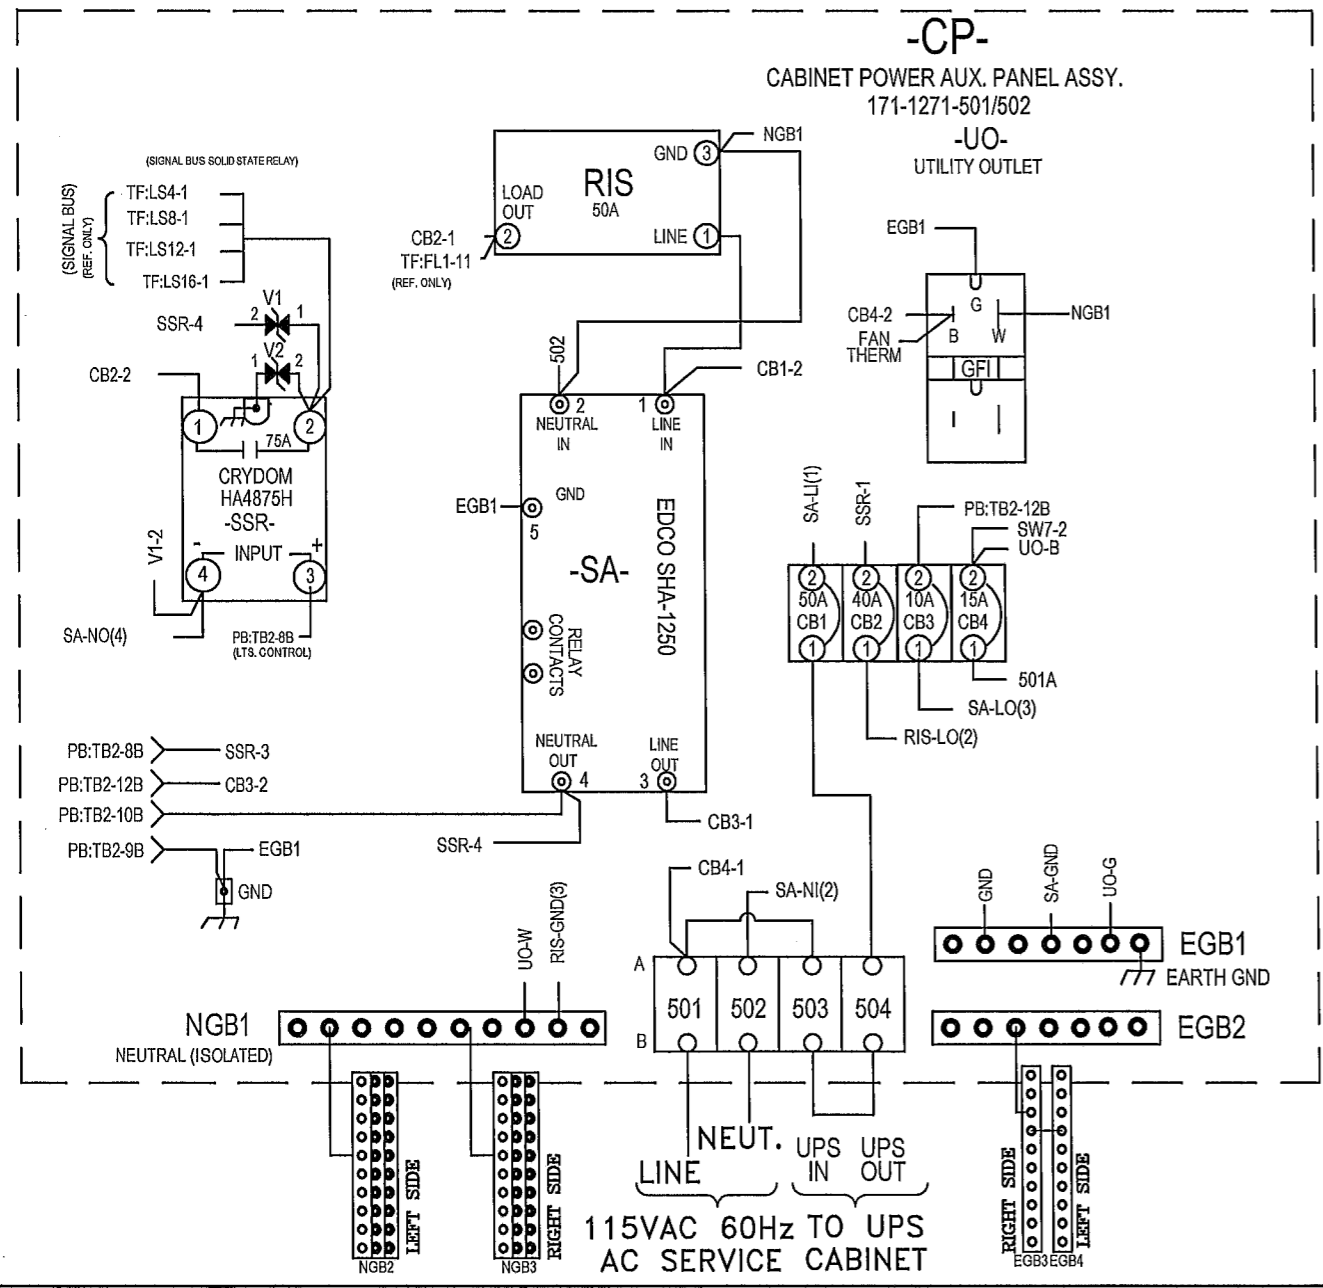 -CP-
CABINET POWER AUX. PANEL ASSY.
171-1271-501/502
-UO-
UTILITY OUTLET
(SIGNAL BUS SOLID STATE RELAY)
(SIGNAL BUS)
(REF. ONLY)
TF:LS4-1
TF:LS8-1
TF:LS12-1
TF:LS16-1
V1
SSR-4
2
1
V2
1
2
CB2-2
1
2
75A
CRYDOM
HA4875H
-SSR-
- INPUT +
4
3
V1-2
SA-NO(4)
PB:TB2-8B
(LTS. CONTROL)
NGB1
GND 3
RIS
50A
LOAD
OUT
2
LINE 1
CB2-1
TF:FL1-11
(REF. ONLY)
502
CB1-2
2
1
NEUTRAL
IN
LINE
IN
EGB1
GND
5
-SA-
EDCO SHA-1250
RELAY
CONTACTS
NEUTRAL
OUT
4
LINE
OUT
3
CB3-1
SSR-4
EGB1
G
CB4-2
FAN
THERM
B
W
NGB1
GFI
SA-LI(1)
SSR-1
PB:TB2-12B
SW7-2
UO-B
2
2
2
2
50A
40A
10A
15A
CB1
CB2
CB3
CB4
1
1
1
1
501A
SA-LO(3)
RIS-LO(2)
PB:TB2-8B
SSR-3
PB:TB2-12B
CB3-2
PB:TB2-10B
PB:TB2-9B
EGB1
GND
CB4-1
SA-NI(2)
A
501
502
503
504
B
UO-W
RIS-GND(3)
NGB1
NEUTRAL (ISOLATED)
GND
SA-GND
UO-G
EGB1
EARTH GND
EGB2
LEFT SIDE
NGB2
RIGHT SIDE
NGB3
LINE
NEUT.
UPS
IN
UPS
OUT
115VAC 60Hz TO UPS
AC SERVICE CABINET
RIGHT SIDE
LEFT SIDE
EGB3
EGB4